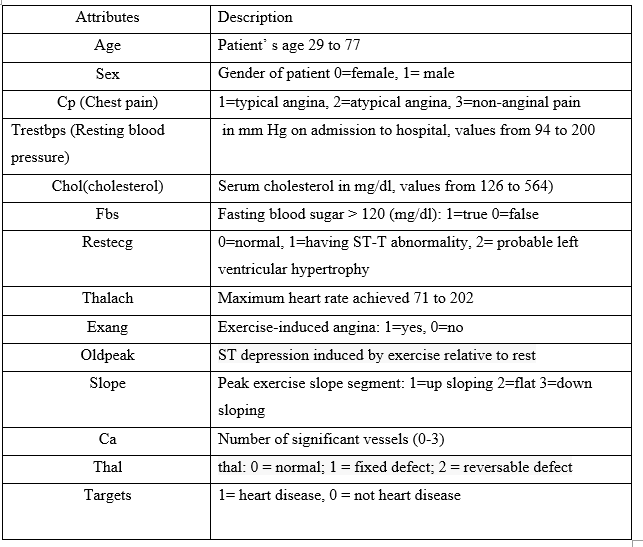 Attributes Description
Age Patient’ s age 29 to 77
Sex Gender of patient 0=female, 1= male
Cp (Chest pain) 1=typical angina, 2=atypical angina, 3=non-anginal pain
Trestbps (Resting blood
pressure)
in mm Hg on admission to hospital, values from 94 to 200
Chol(cholesterol) Serum cholesterol in mg/dl, values from 126 to 564)
Fbs Fasting blood sugar > 120 (mg/dl): 1=true 0=false
Restecg 0=normal, 1=having ST-T abnormality, 2= probable left
ventricular hypertrophy
Thalach Maximum heart rate achieved 71 to 202
Exang Exercise-induced angina: 1=yes, 0=no
Oldpeak ST depression induced by exercise relative to rest
Slope Peak exercise slope segment: 1=up sloping 2=flat 3=down
sloping
Ca Number of significant vessels (0-3)
Thal thal: 0 = normal; 1 = fixed defect; 2 = reversable defect
Targets 1= heart disease, 0 = not heart disease